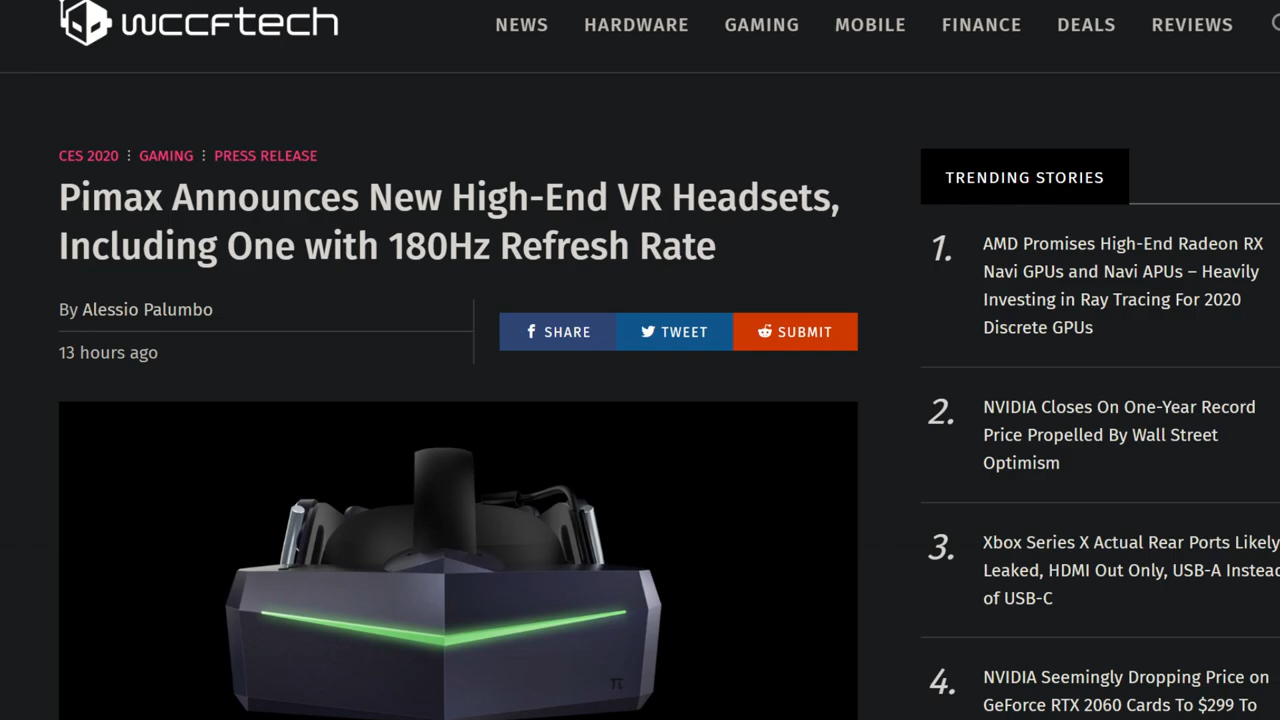 wccftech
NEWS HARDWARE GAMING MOBILE FINANCE DEALS REVIEWS
CES 2020 ⋮ GAMING ⋮ PRESS RELEASE
Pimax Announces New High-End VR Headsets,
Including One with 180Hz Refresh Rate
By Alessio Palumbo
13 hours ago
SHARE
TWEET
SUBMIT
π
TRENDING STORIES
1.
AMD Promises High-End Radeon RX
Navi GPUs and Navi APUs – Heavily
Investing in Ray Tracing For 2020
Discrete GPUs
2.
NVIDIA Closes On One-Year Record
Price Propelled By Wall Street
Optimism
3.
Xbox Series X Actual Rear Ports Likely
Leaked, HDMI Out Only, USB-A Instead
of USB-C
4.
NVIDIA Seemingly Dropping Price on
GeForce RTX 2060 Cards To $299 To